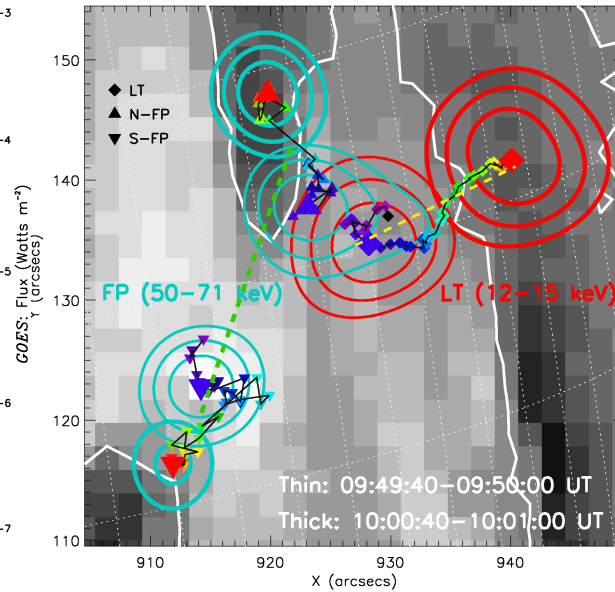 -3
150
LT
N-FP
S-FP
-4
140
GOES: Flux (Watts m⁻²)
Y (arcsecs)
-5
130
FP (50-71 keV)
LT (12-15 keV)
-6
120
Thin: 09:49:40-09:50:00 UT
Thick: 10:00:40-10:01:00 UT
-7
110
910 920 930 940
X (arcsecs)